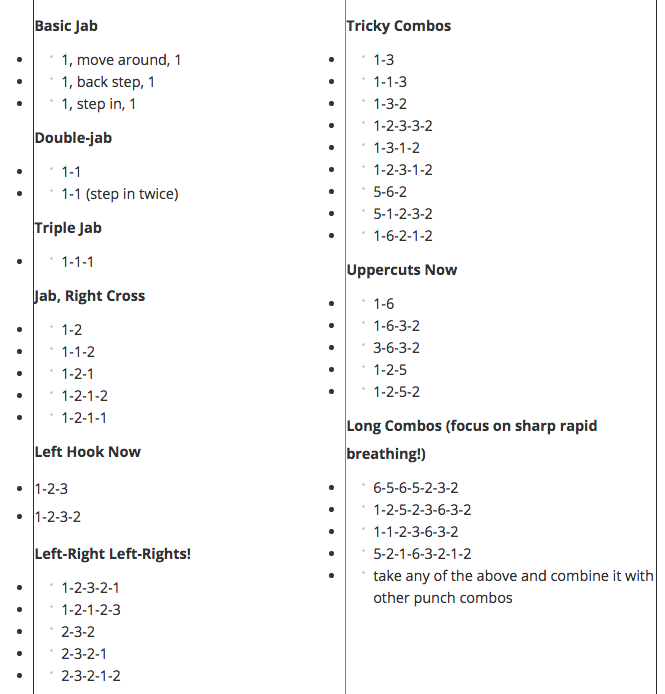 Basic Jab
1, move around, 1
1, back step, 1
1, step in, 1
Double-jab
1-1
1-1 (step in twice)
Triple Jab
1-1-1
Jab, Right Cross
1-2
1-1-2
1-2-1
1-2-1-2
1-2-1-1
Left Hook Now
1-2-3
1-2-3-2
Left-Right Left-Rights!
1-2-3-2-1
1-2-1-2-3
2-3-2
2-3-2-1
2-3-2-1-2
Tricky Combos
1-3
1-1-3
1-3-2
1-2-3-3-2
1-3-1-2
1-2-3-1-2
5-6-2
5-1-2-3-2
1-6-2-1-2
Uppercuts Now
1-6
1-6-3-2
3-6-3-2
1-2-5
1-2-5-2
Long Combos (focus on sharp rapid
breathing!)
6-5-6-5-2-3-2
1-2-5-2-3-6-3-2
1-1-2-3-6-3-2
5-2-1-6-3-2-1-2
take any of the above and combine it with
other punch combos